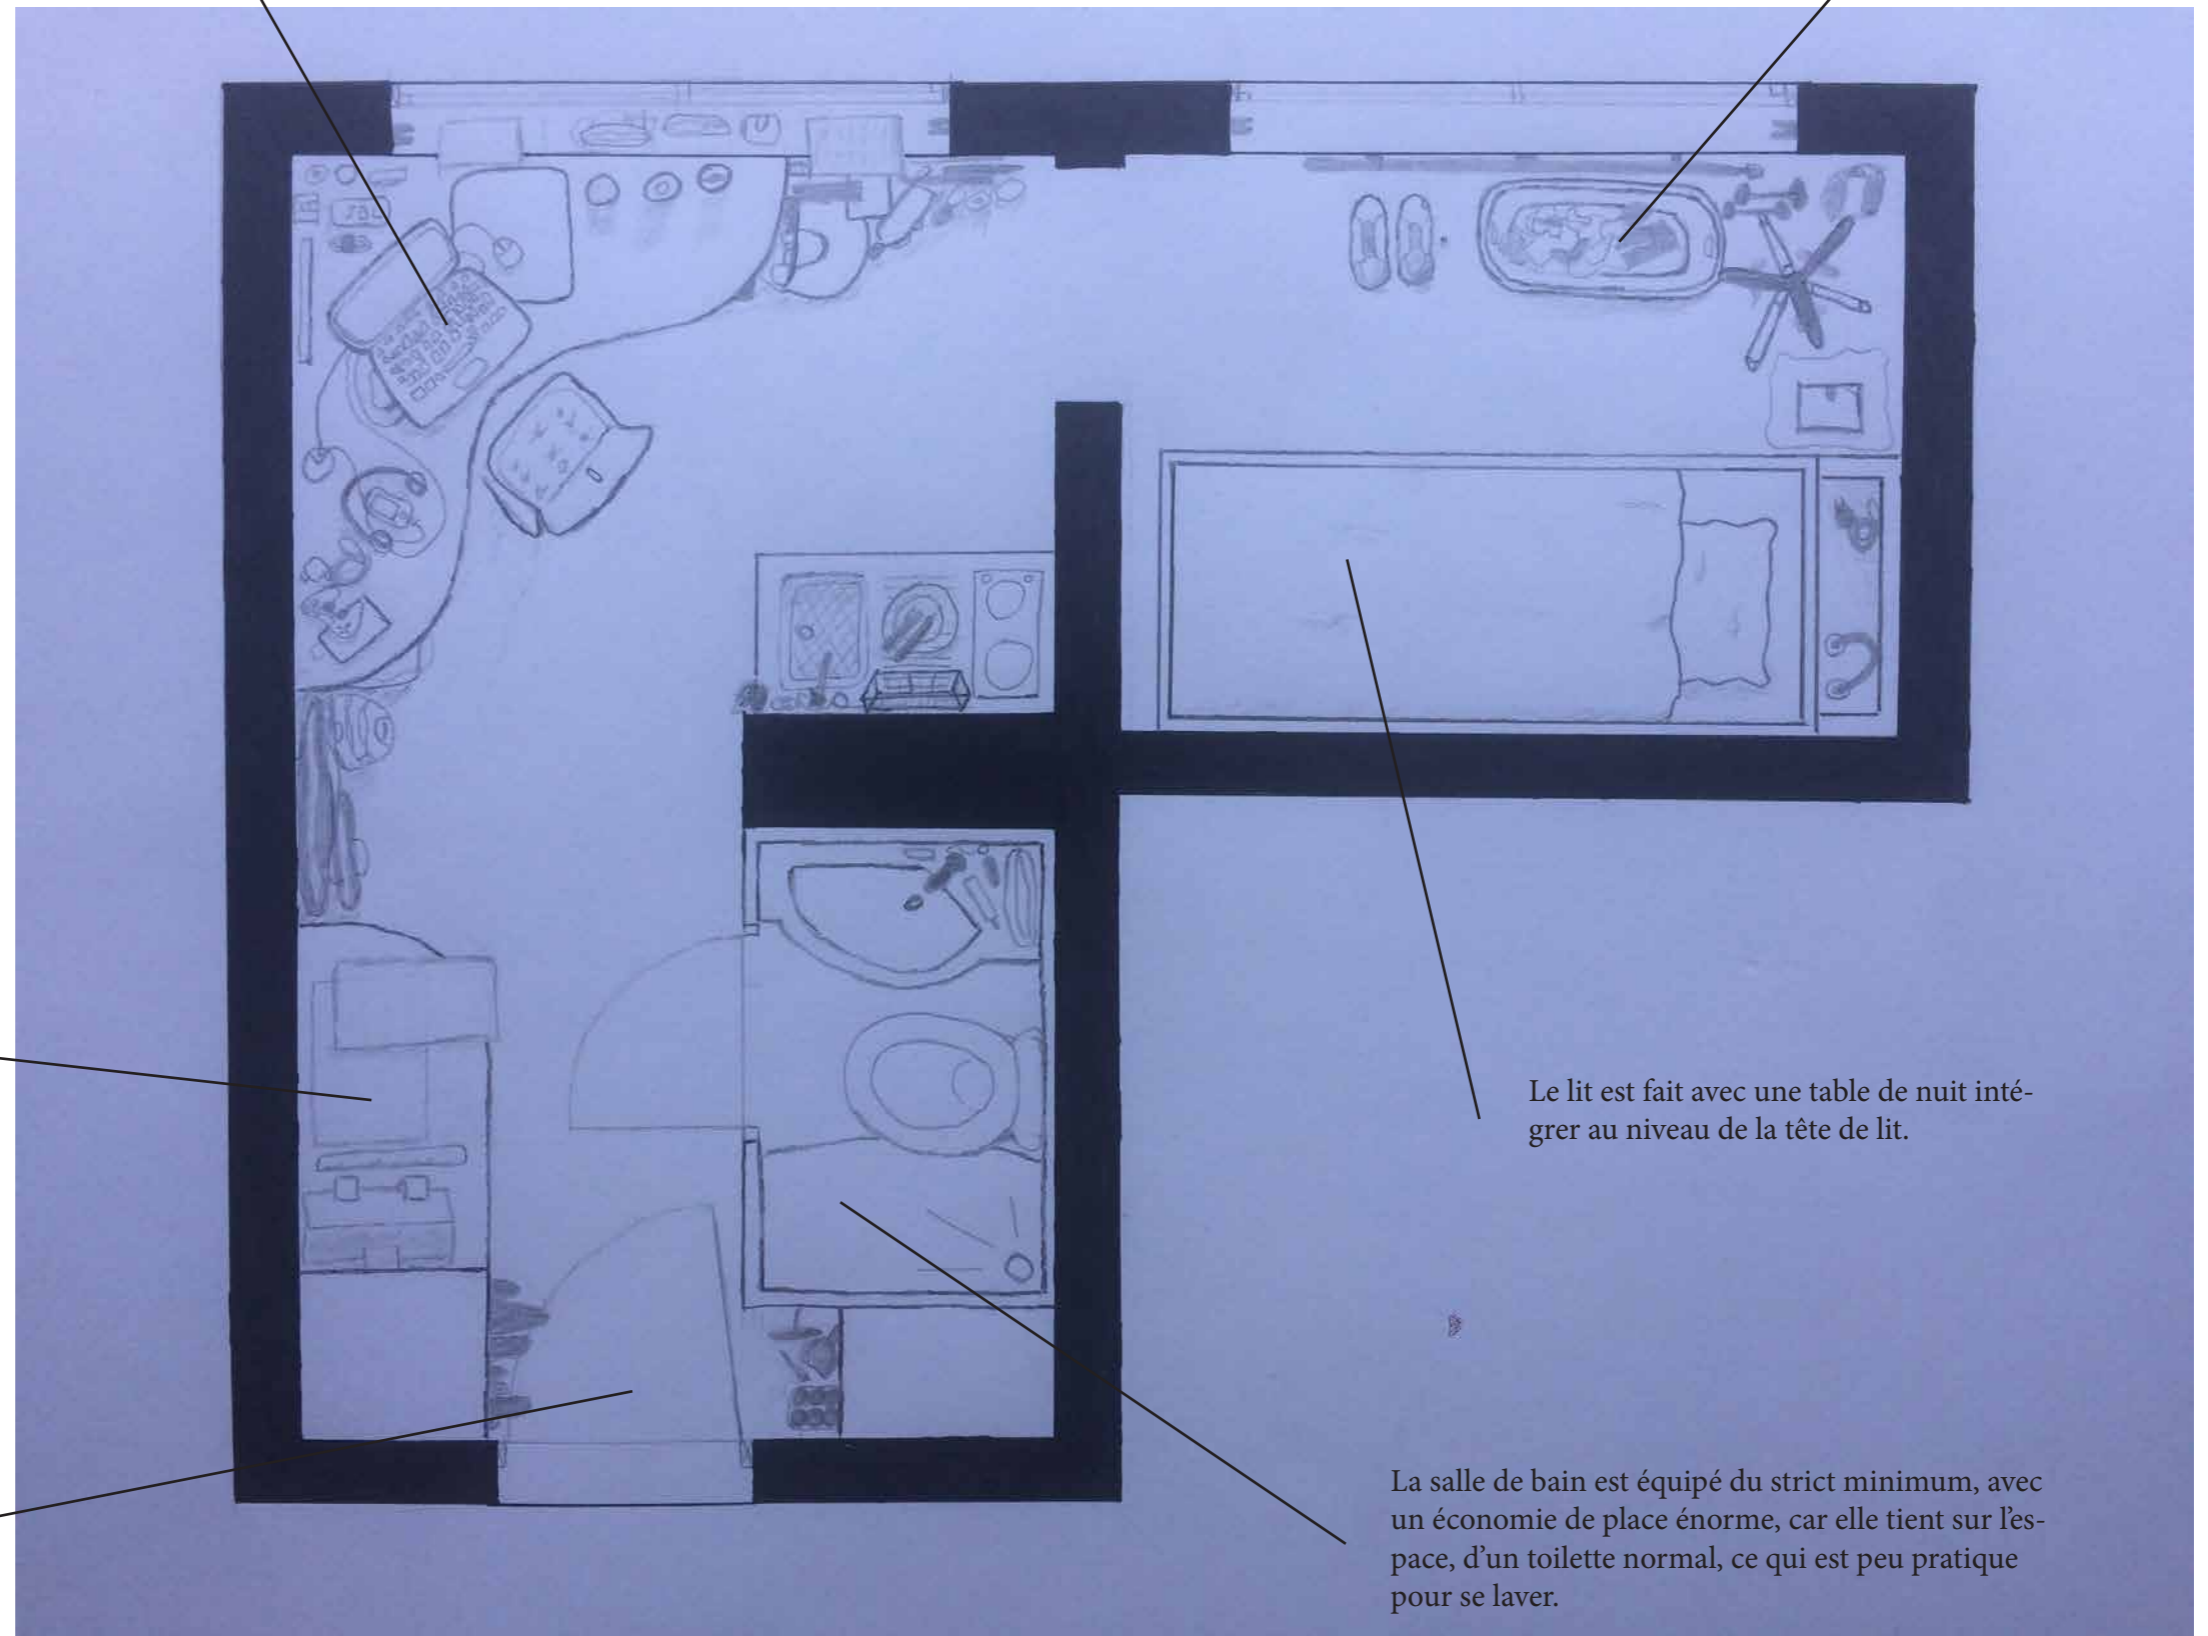 Le lit est fait avec une table de nuit inté-
grer au niveau de la tête de lit.
La salle de bain est équipé du strict minimum, avec
un économie de place énorme, car elle tient sur l'es-
pace, d'un toilette normal, ce qui est peu pratique
pour se laver.